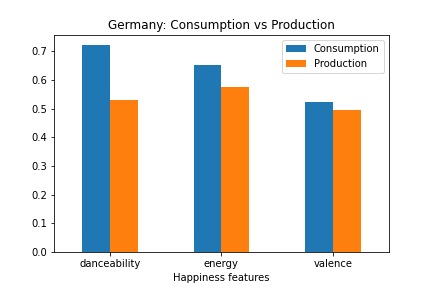 Germany: Consumption vs Production
Consumption
Production
0.7
0.6
0.5
0.4
0.3
0.2
0.1
0.0
danceability energy valence
Happiness features